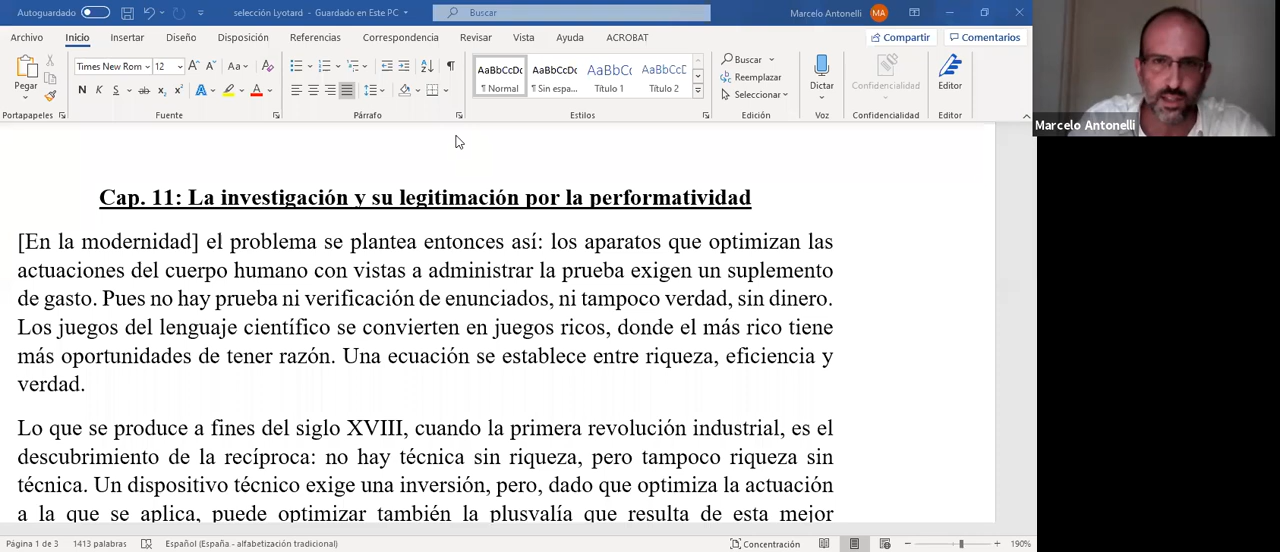 Autoguardado
selección Lyotard - Guardado en Este PC
Buscar
Marcelo Antonelli
MA
Archivo Inicio Insertar Diseño Disposición Referencias Correspondencia Revisar Vista Ayuda ACROBAT
Compartir
Comentarios
Pegar
Times New Rom 12
A A Aa A
N K S ab x₂ x² A A
AaBbCcDc AaBbCcDc AaBbCc AaBbCcD
¶ Normal ¶ Sin espa... Título 1 Título 2
Buscar
Reemplazar
Seleccionar
Dictar
Confidencialidad
Editor
Portapapeles Fuente Párrafo Estilos Edición Voz Confidencialidad Editor
Marcelo Antonelli
Cap. 11: La investigación y su legitimación por la performatividad
[En la modernidad] el problema se plantea entonces así: los aparatos que optimizan las
actuaciones del cuerpo humano con vistas a administrar la prueba exigen un suplemento
de gasto. Pues no hay prueba ni verificación de enunciados, ni tampoco verdad, sin dinero.
Los juegos del lenguaje científico se convierten en juegos ricos, donde el más rico tiene
más oportunidades de tener razón. Una ecuación se establece entre riqueza, eficiencia y
verdad.
Lo que se produce a fines del siglo XVIII, cuando la primera revolución industrial, es el
descubrimiento de la recíproca: no hay técnica sin riqueza, pero tampoco riqueza sin
técnica. Un dispositivo técnico exige una inversión, pero, dado que optimiza la actuación
a la que se aplica, puede optimizar también la plusvalía que resulta de esta mejor
Página 1 de 3 1413 palabras Español (España - alfabetización tradicional) Concentración 190%